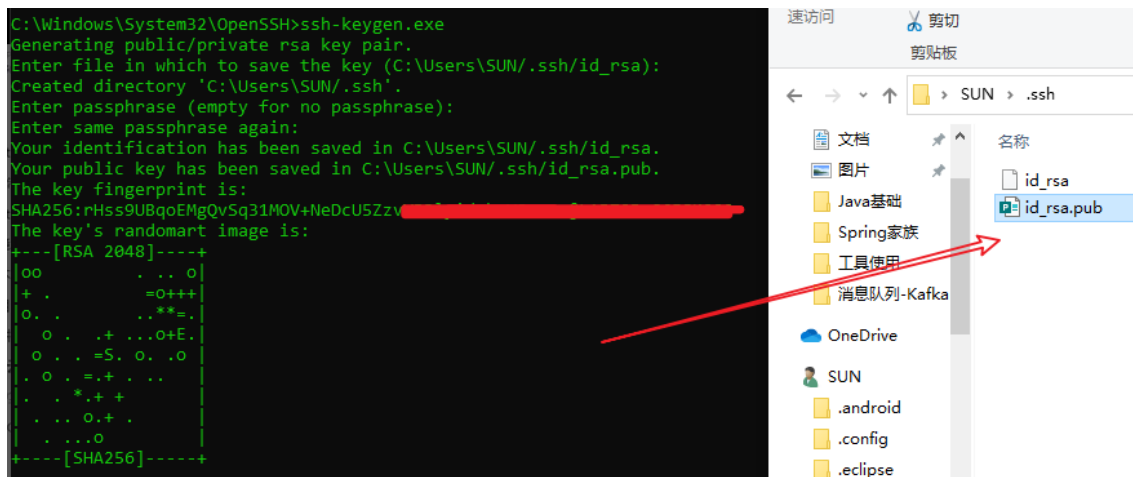 C:\Windows\System32\OpenSSH>ssh-keygen.exe
Generating public/private rsa key pair.
Enter file in which to save the key (C:\Users\SUN/.ssh/id_rsa):
Created directory 'C:\Users\SUN/.ssh'.
Enter passphrase (empty for no passphrase):
Enter same passphrase again:
Your identification has been saved in C:\Users\SUN/.ssh/id_rsa.
Your public key has been saved in C:\Users\SUN/.ssh/id_rsa.pub.
The key fingerprint is:
SHA256:rHss9UBqoEMgQvSq31MOV+NeDcU5Zzv
The key's randomart image is:
+---[RSA 2048]----+
|oo         . .. o|
|+ .         =o+++|
|o. .       ..**=.|
|  o .  .+ ...o+E.|
| o . . =S. o. .o |
|. o . =.+ . ..   |
|.  . *.+ +       |
| . .. o.+ .      |
|  . ...o         |
+----[SHA256]-----+
速访问
剪切
剪贴板
SUN > .ssh
文档
图片
Java基础
Spring家族
工具使用
消息队列-Kafka
OneDrive
SUN
.android
.config
.eclipse
名称
id_rsa
id_rsa.pub